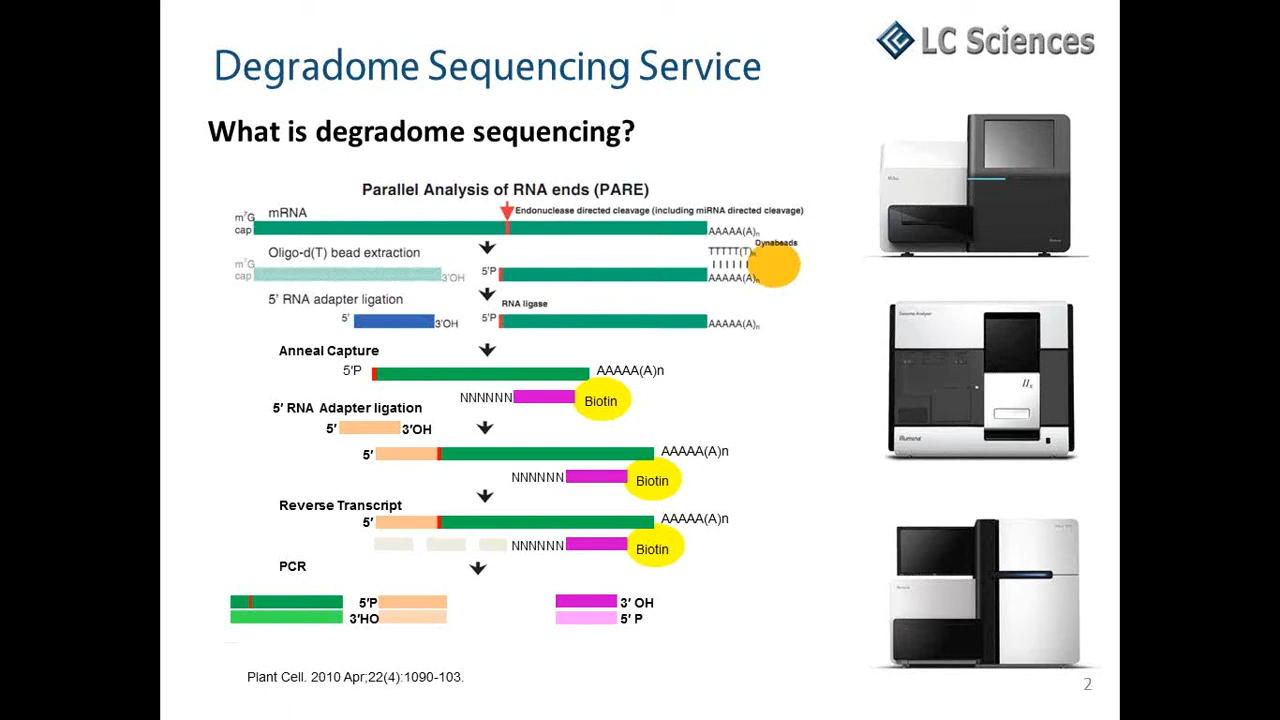 LC Sciences
Degradome Sequencing Service
What is degradome sequencing?
Parallel Analysis of RNA ends (PARE)
m⁷G cap
mRNA
Endonuclease directed cleavage (including miRNA directed cleavage)
AAAAA(A)n
Oligo-d(T) bead extraction
TTTTT(T)n
Dynabeads
m⁷G cap
3'OH
5'P
AAAAA(A)n
5' RNA adapter ligation
RNA ligase
5'
3'OH
5'P
AAAAA(A)n
Anneal Capture
5'P
AAAAA(A)n
NNNNNN
Biotin
5′ RNA Adapter ligation
5′
3′OH
5′
AAAAA(A)n
NNNNNN
Biotin
Reverse Transcript
5′
AAAAA(A)n
NNNNNN
Biotin
PCR
5′P
3′ OH
3′HO
5′ P
Plant Cell. 2010 Apr;22(4):1090-103.
Genome Analyzer
IIx
illumina
2